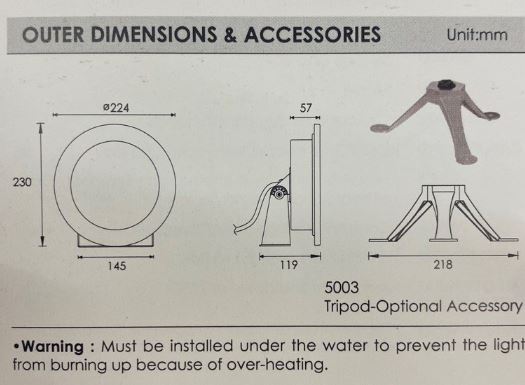 OUTER DIMENSIONS & ACCESSORIES Unit:mm
ø224
57
230
145
119
218
5003
Tripod-Optional Accessory
•Warning : Must be installed under the water to prevent the light
from burning up because of over-heating.